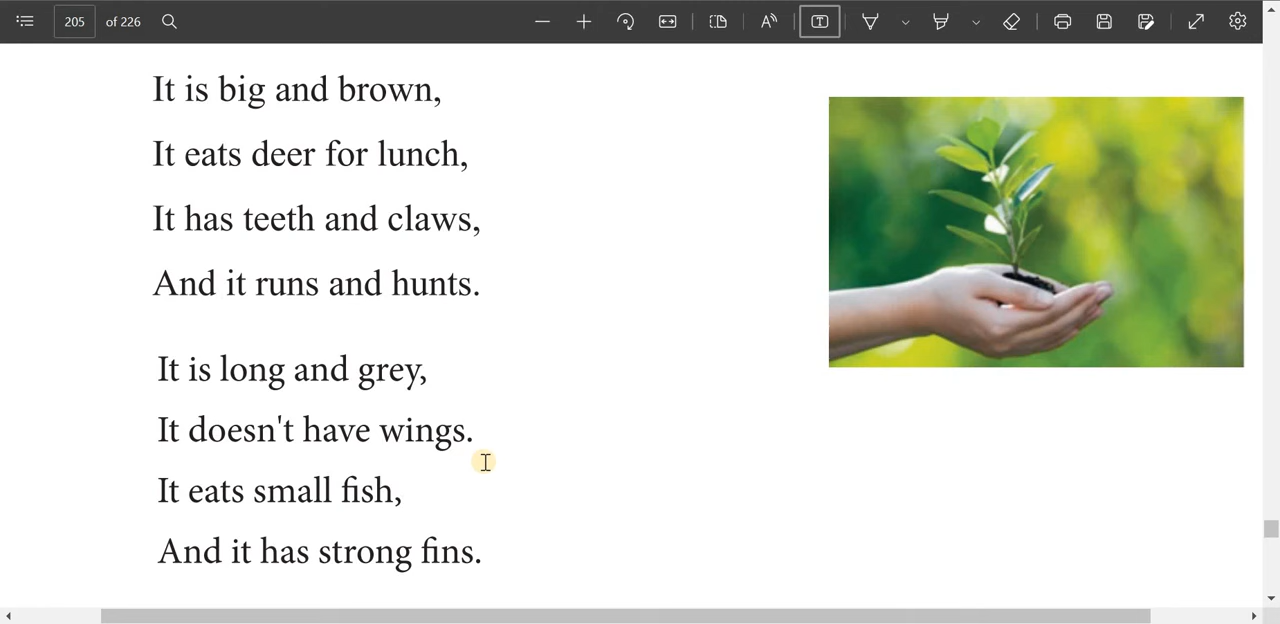 205 of 226
It is big and brown,
It eats deer for lunch,
It has teeth and claws,
And it runs and hunts.
It is long and grey,
It doesn't have wings.
It eats small fish,
And it has strong fins.